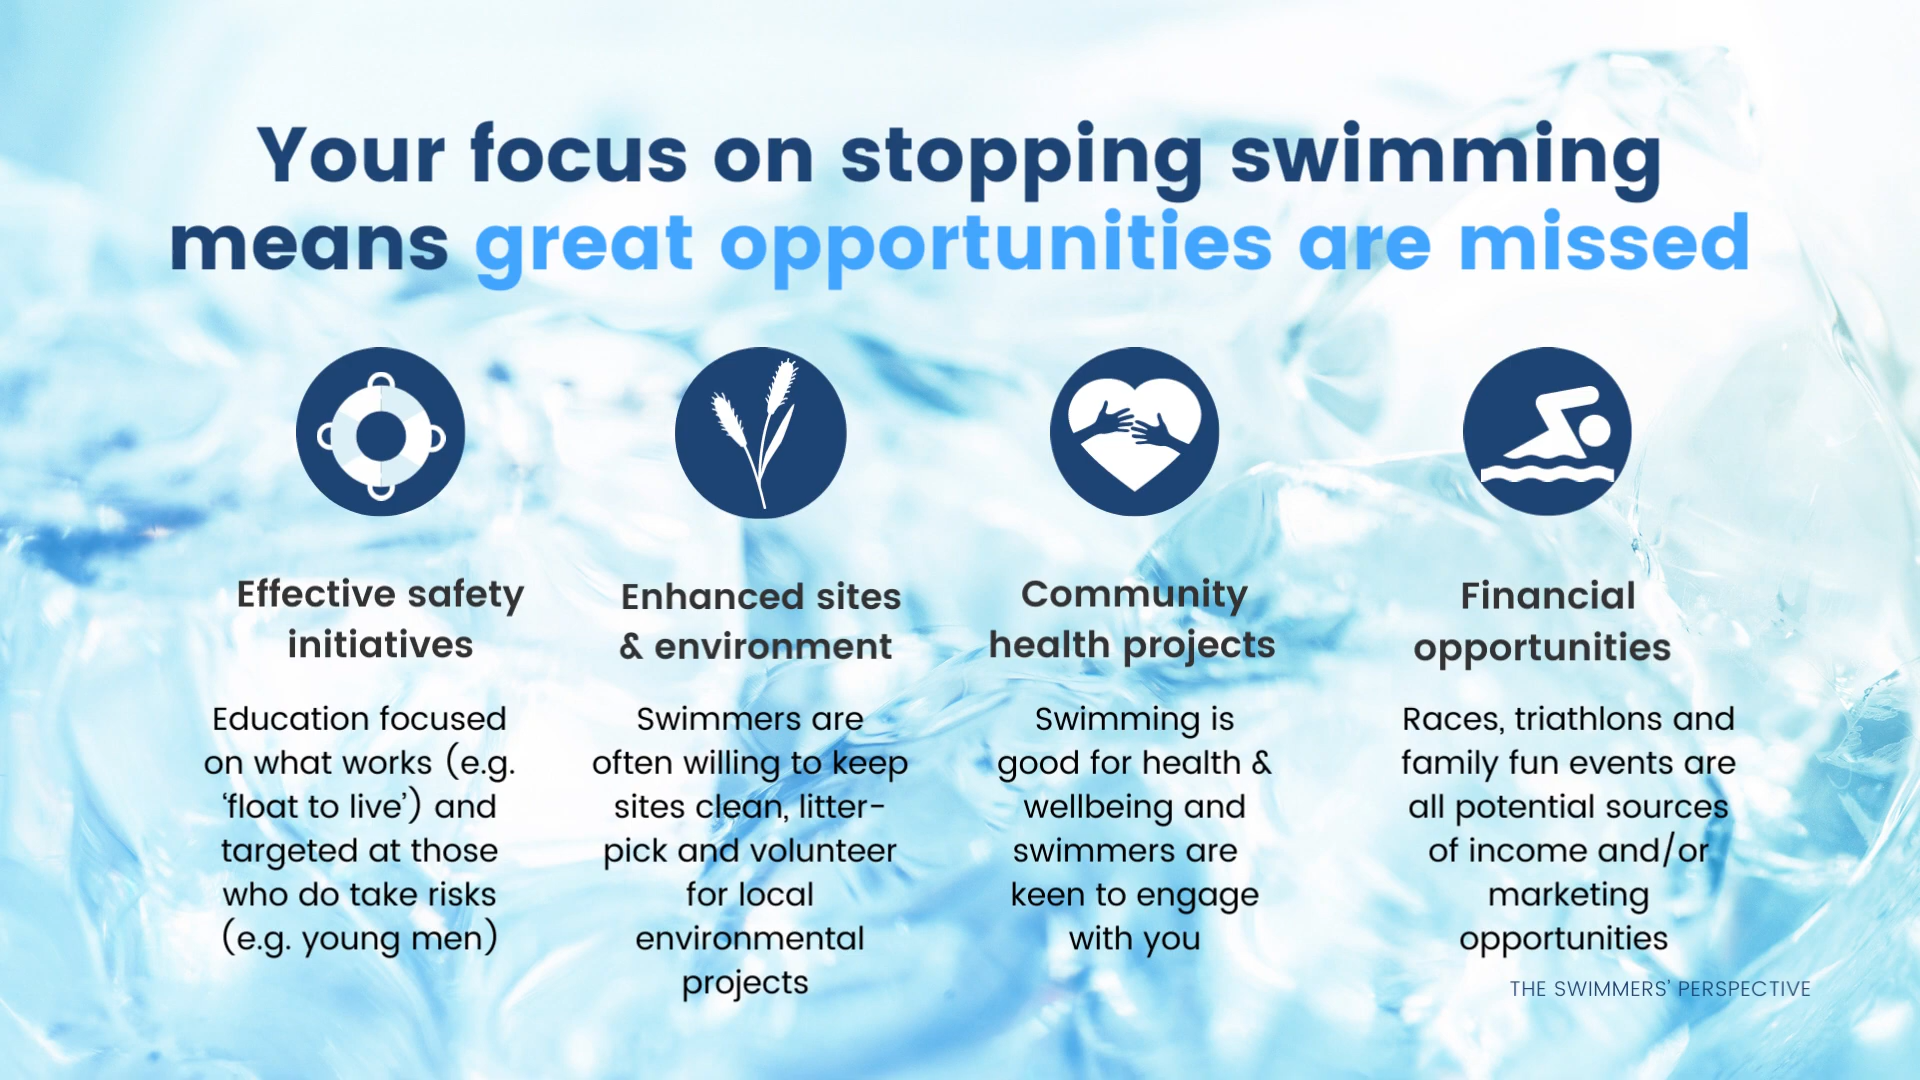 Your focus on stopping swimming
means great opportunities are missed
Effective safety
initiatives
Education focused
on what works (e.g.
‘float to live’) and
targeted at those
who do take risks
(e.g. young men)
Enhanced sites
& environment
Swimmers are
often willing to keep
sites clean, litter-
pick and volunteer
for local
environmental
projects
Community
health projects
Swimming is
good for health &
wellbeing and
swimmers are
keen to engage
with you
Financial
opportunities
Races, triathlons and
family fun events are
all potential sources
of income and/or
marketing
opportunities
THE SWIMMERS’ PERSPECTIVE